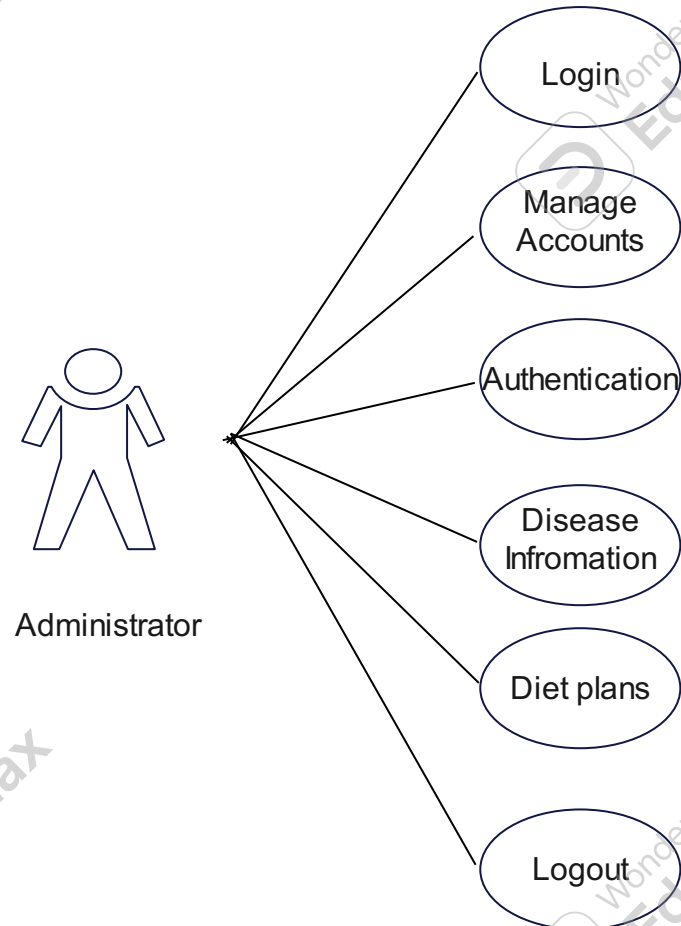 Login
Manage
Accounts
Authentication
Disease
Infromation
Administrator
Diet plans
Logout